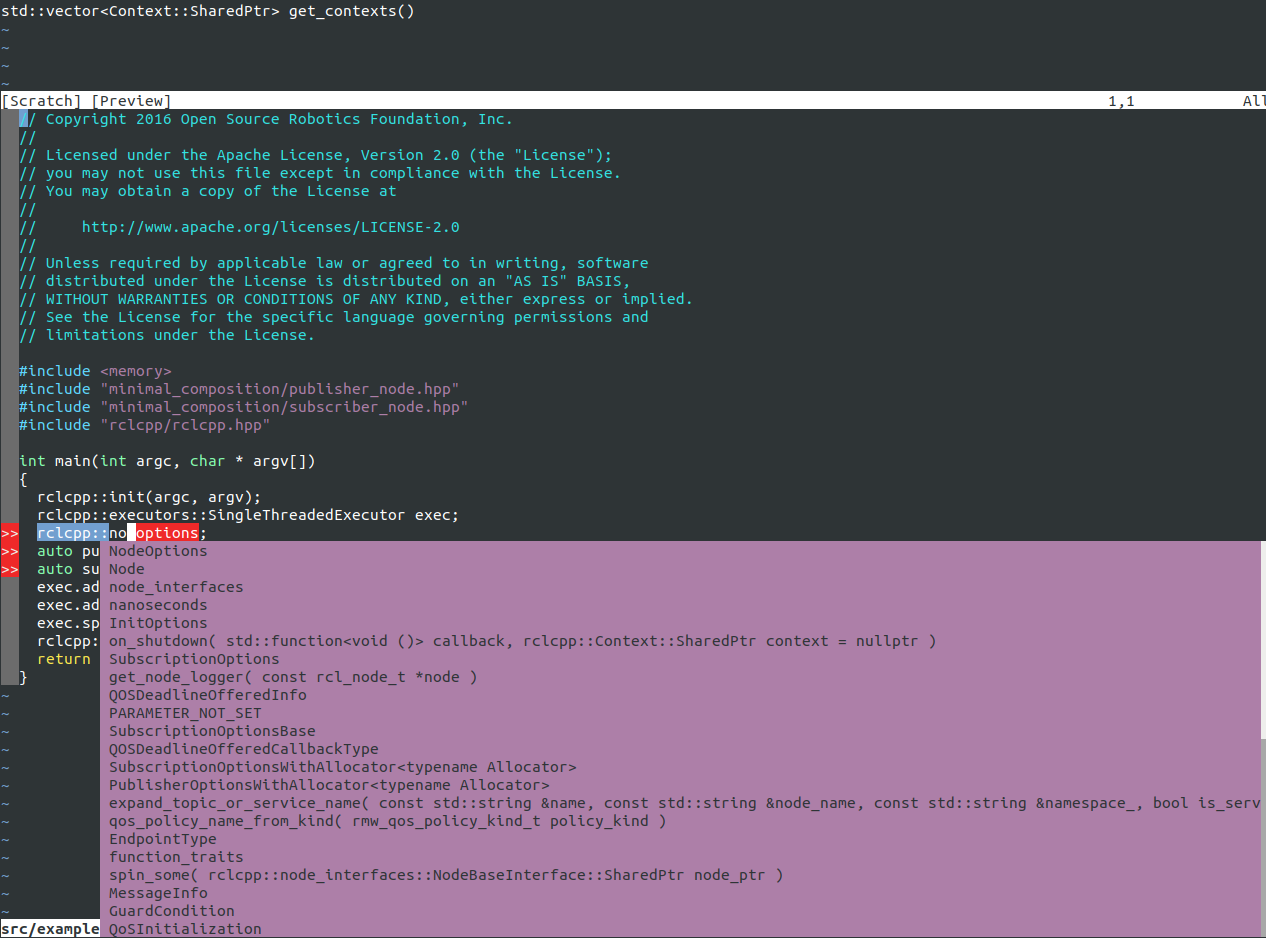 std::vector<Context::SharedPtr> get_contexts()
~
~
~
~
[Scratch] [Preview] 1,1 All
// Copyright 2016 Open Source Robotics Foundation, Inc.
//
// Licensed under the Apache License, Version 2.0 (the "License");
// you may not use this file except in compliance with the License.
// You may obtain a copy of the License at
//
//     http://www.apache.org/licenses/LICENSE-2.0
//
// Unless required by applicable law or agreed to in writing, software
// distributed under the License is distributed on an "AS IS" BASIS,
// WITHOUT WARRANTIES OR CONDITIONS OF ANY KIND, either express or implied.
// See the License for the specific language governing permissions and
// limitations under the License.
#include <memory>
#include "minimal_composition/publisher_node.hpp"
#include "minimal_composition/subscriber_node.hpp"
#include "rclcpp/rclcpp.hpp"
int main(int argc, char * argv[])
{
  rclcpp::init(argc, argv);
  rclcpp::executors::SingleThreadedExecutor exec;
>> rclcpp::no options;
>> auto pu NodeOptions
>> auto su Node
exec.ad node_interfaces
exec.ad nanoseconds
exec.sp InitOptions
rclcpp: on_shutdown( std::function<void ()> callback, rclcpp::Context::SharedPtr context = nullptr )
return SubscriptionOptions
} get_node_logger( const rcl_node_t *node )
~ QOSDeadlineOfferedInfo
~ PARAMETER_NOT_SET
~ SubscriptionOptionsBase
~ QOSDeadlineOfferedCallbackType
~ SubscriptionOptionsWithAllocator<typename Allocator>
~ PublisherOptionsWithAllocator<typename Allocator>
~ expand_topic_or_service_name( const std::string &name, const std::string &node_name, const std::string &namespace_, bool is_serv
~ qos_policy_name_from_kind( rmw_qos_policy_kind_t policy_kind )
~ EndpointType
~ function_traits
~ spin_some( rclcpp::node_interfaces::NodeBaseInterface::SharedPtr node_ptr )
~ MessageInfo
~ GuardCondition
src/example QoSInitialization